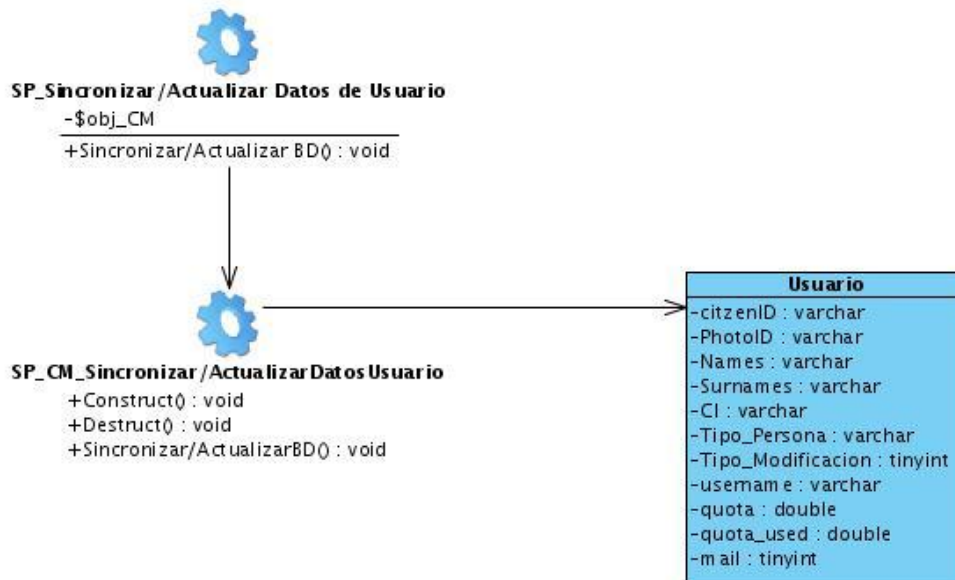 SP_Sincronizar/Actualizar Datos de Usuario
-$obj_CM
+Sincronizar/Actualizar BD() : void
SP_CM_Sincronizar/ActualizarDatosUsuario
+Construct() : void
+Destruct() : void
+Sincronizar/ActualizarBD() : void
Usuario
-citzenID : varchar
-PhotoID : varchar
-Names : varchar
-Surnames : varchar
-CI : varchar
-Tipo_Persona : varchar
-Tipo_Modificacion : tinyint
-username : varchar
-quota : double
-quota_used : double
-mail : tinyint